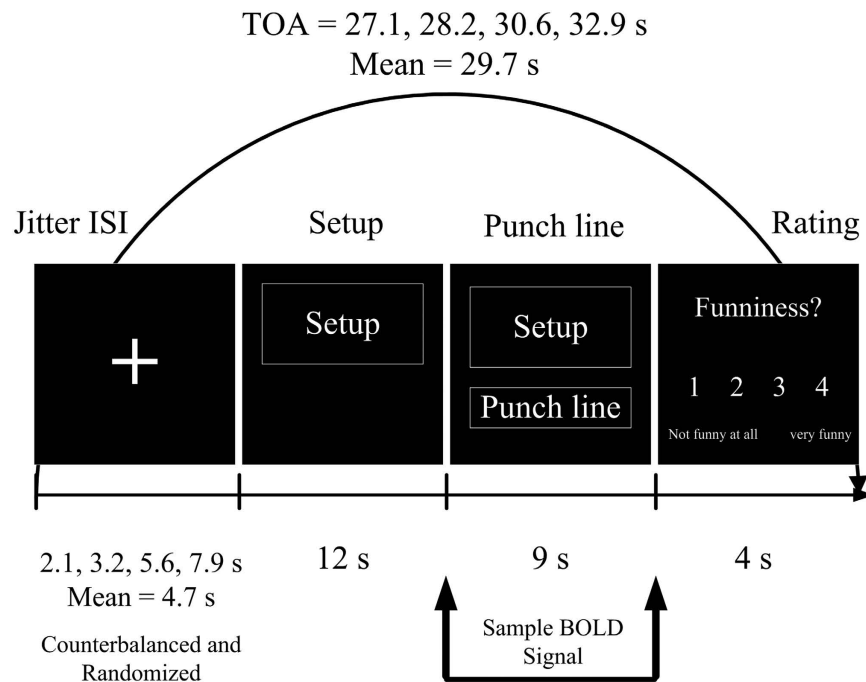 TOA = 27.1, 28.2, 30.6, 32.9 s
Mean = 29.7 s
Jitter ISI
Setup
Punch line
Rating
Setup
Setup
Punch line
Funniness?
1 2 3 4
Not funny at all very funny
2.1, 3.2, 5.6, 7.9 s
Mean = 4.7 s
Counterbalanced and
Randomized
12 s
9 s
4 s
Sample BOLD
Signal